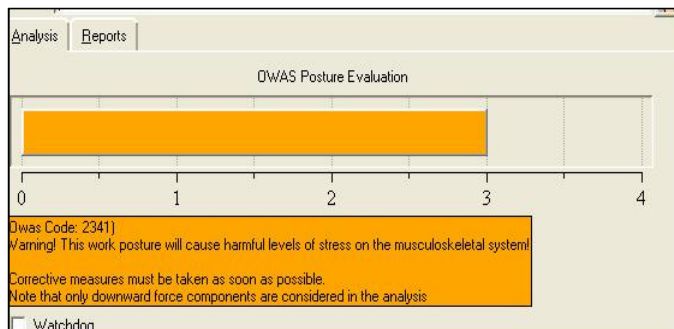 Analysis Reports
OWAS Posture Evaluation
0 1 2 3 4
Owas Code: 2341)
Warning! This work posture will cause harmful levels of stress on the musculoskeletal system!
Corrective measures must be taken as soon as possible.
Note that only downward force components are considered in the analysis
Watchdog